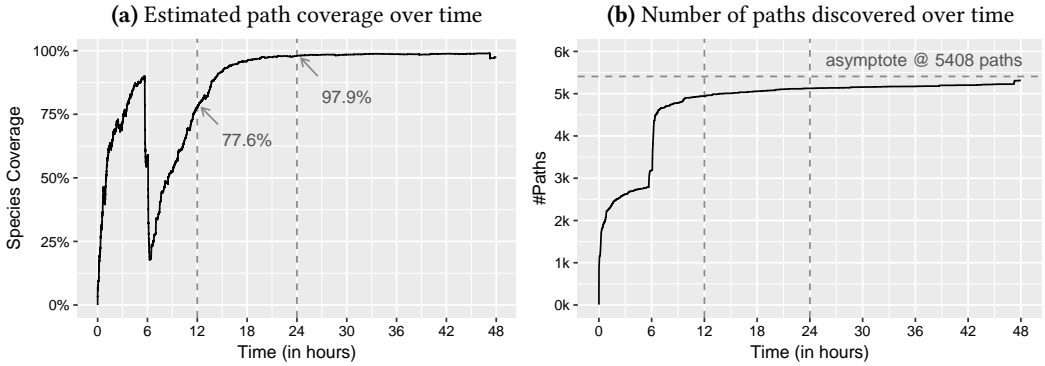 (a) Estimated path coverage over time
100%
75%
50%
25%
0%
Species Coverage
77.6%
97.9%
0 6 12 18 24 30 36 42 48
Time (in hours)
(b) Number of paths discovered over time
6k
5k
4k
3k
2k
1k
0k
#Paths
asymptote @ 5408 paths
0 6 12 18 24 30 36 42 48
Time (in hours)